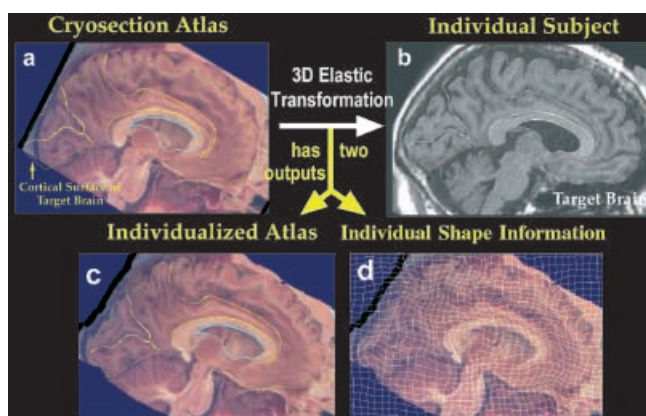 Cryosection Atlas
Individual Subject
a
b
3D Elastic
Transformation
has two
outputs
Cortical Surface of
Target Brain
Target Brain
Individualized Atlas
Individual Shape Information
c
d